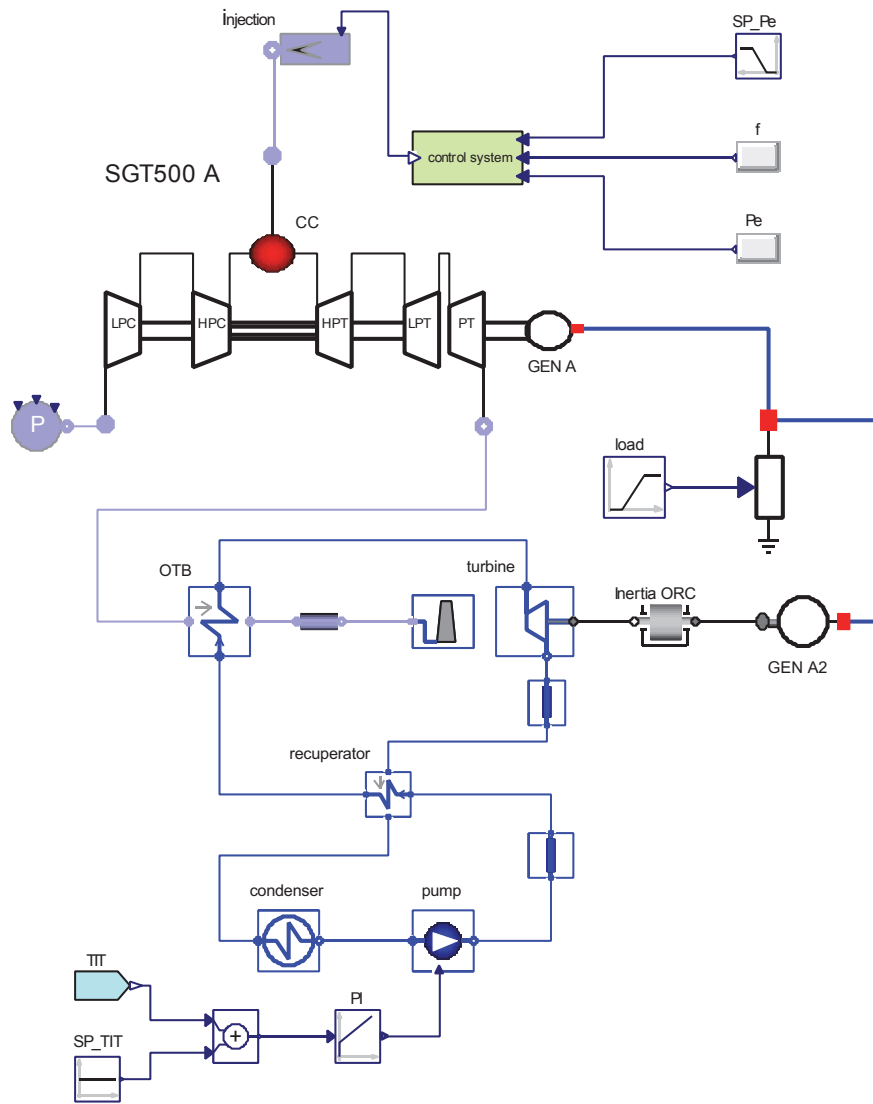 injection
SP_Pe
f
control system
SGT500 A
Pe
CC
LPC
HPC
HPT
LPT
PT
GEN A
P
load
OTB
turbine
Inertia ORC
GEN A2
recuperator
condenser
pump
TIT
PI
SP_TIT